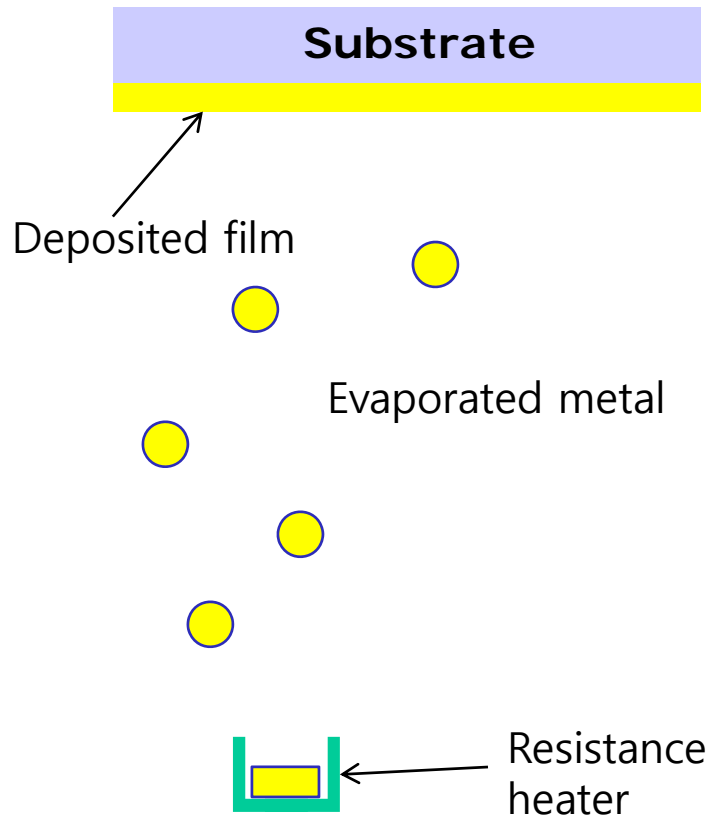 Substrate
Deposited film
Evaporated metal
Resistance
heater